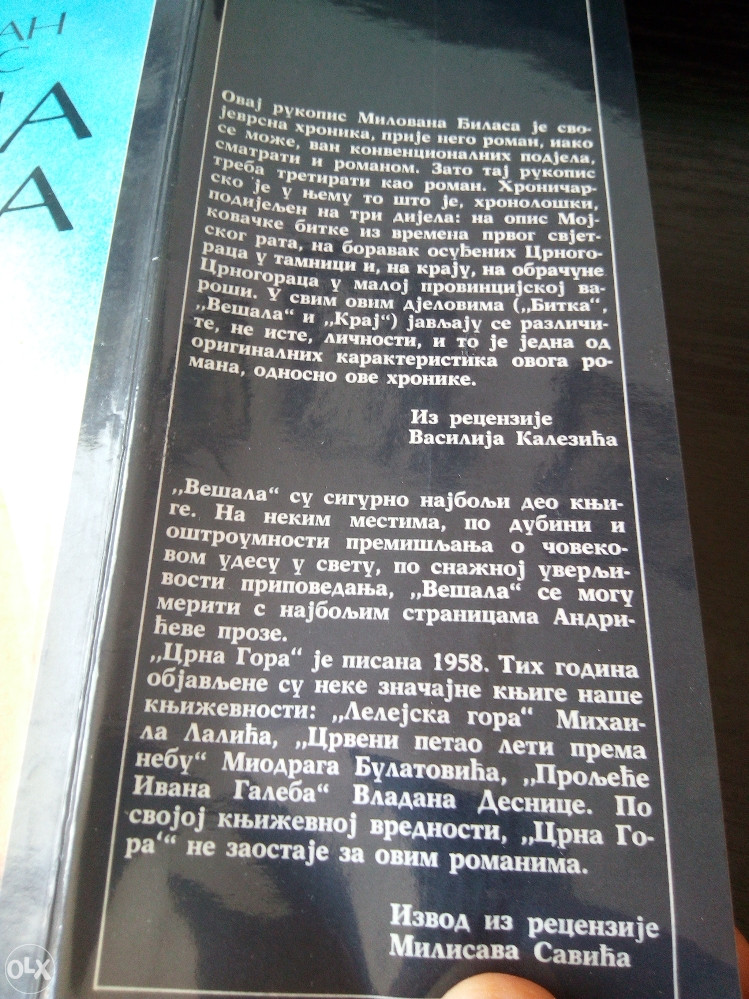 АН
С
НА
А
Овај рукопис Милована Ђиласа је сво-
јеврсна хроника, прије него роман, иако
се може, ван конвенционалних подјела,
сматрати и романом. Зато тај рукопис
треба третирати као роман. Хроничар-
ско је у њему то што је, хронолошки,
подијељен на три дијела: на опис Мој-
ковачке битке из времена првог свјет-
ског рата, на боравак осуђених Црного-
раца у тамници и, на крају, на обрачуне
Црногораца у малој провинцијској ва-
роши. У свим овим дјеловима („Битка“,
„Вешала“ и „Крај“) јављају се различи-
те, не исте, личности, и то је једна од
оригиналних карактеристика овога ро-
мана, односно ове хронике.
Из рецензије
Василија Калезића
„Вешала“ су сигурно најбољи део књи-
ге. На неким местима, по дубини и
оштроумности премишљања о човеко-
вом удесу у свету, по снажној уверљи-
вости приповедања, „Вешала“ се могу
мерити с најбољим страницама Андри-
ћеве прозе.
„Црна Гора“ је писана 1958. Тих година
објављене су неке значајне књиге наше
књижевности: „Лелејска гора“ Михаи-
ла Лалића, „Црвени петао лети према
небу“ Миодрага Булатовића, „Прољеће
Ивана Галеба“ Владана Деснице. По
својој књижевној вредности, „Црна Го-
ра‘“ не заостаје за овим романима.
Извод из рецензије
Милисава Савића
OLX